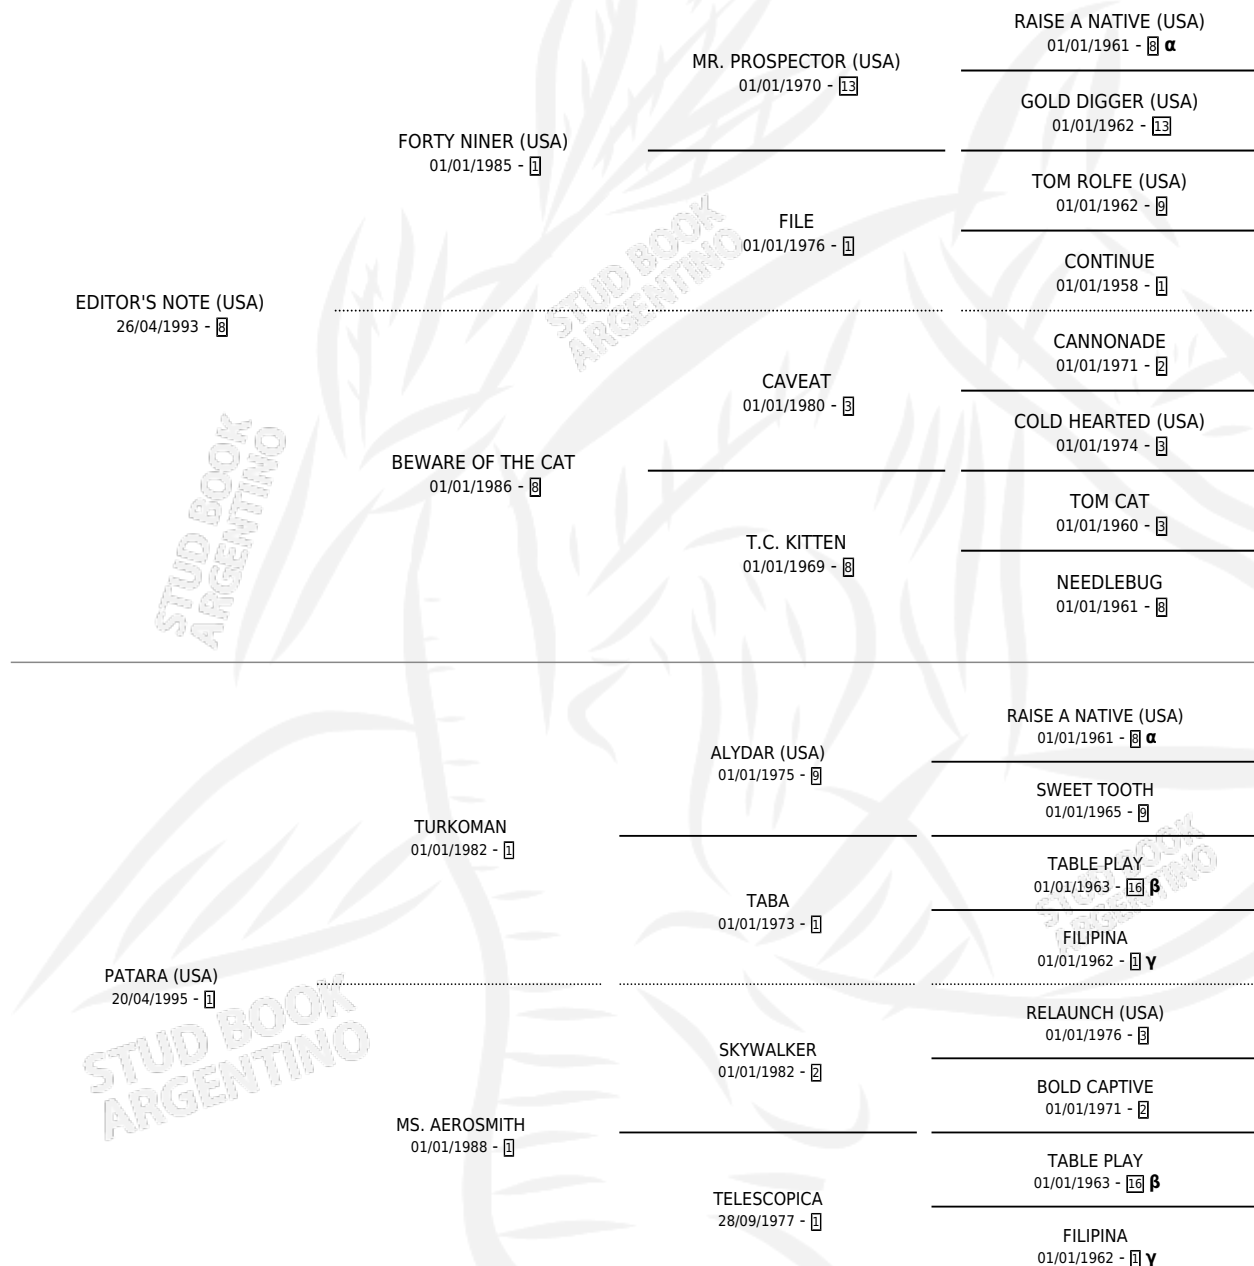 RAISE A NATIVE (USA)
01/01/1961 - 8 α
MR. PROSPECTOR (USA)
01/01/1970 - 13
GOLD DIGGER (USA)
01/01/1962 - 13
FORTY NINER (USA)
01/01/1985 - 1
TOM ROLFE (USA)
01/01/1962 - 9
FILE
01/01/1976 - 1
CONTINUE
01/01/1958 - 1
EDITOR'S NOTE (USA)
26/04/1993 - 8
CANNONADE
01/01/1971 - 2
CAVEAT
01/01/1980 - 3
COLD HEARTED (USA)
01/01/1974 - 3
BEWARE OF THE CAT
01/01/1986 - 8
TOM CAT
01/01/1960 - 3
T.C. KITTEN
01/01/1969 - 8
NEEDLEBUG
01/01/1961 - 8
RAISE A NATIVE (USA)
01/01/1961 - 8 α
ALYDAR (USA)
01/01/1975 - 9
SWEET TOOTH
01/01/1965 - 9
TURKOMAN
01/01/1982 - 1
TABLE PLAY
01/01/1963 - 16 β
TABA
01/01/1973 - 1
FILIPINA
01/01/1962 - 1 γ
PATARA (USA)
20/04/1995 - 1
RELAUNCH (USA)
01/01/1976 - 3
SKYWALKER
01/01/1982 - 2
BOLD CAPTIVE
01/01/1971 - 2
MS. AEROSMITH
01/01/1988 - 1
TABLE PLAY
01/01/1963 - 16 β
TELESCOPICA
28/09/1977 - 1
FILIPINA
01/01/1962 - 1 γ
STUD BOOK
ARGENTINO
STUD BOOK
ARGENTINO
STUD BOOK
ARGENTINO
STUD BOOK
ARGENTINO